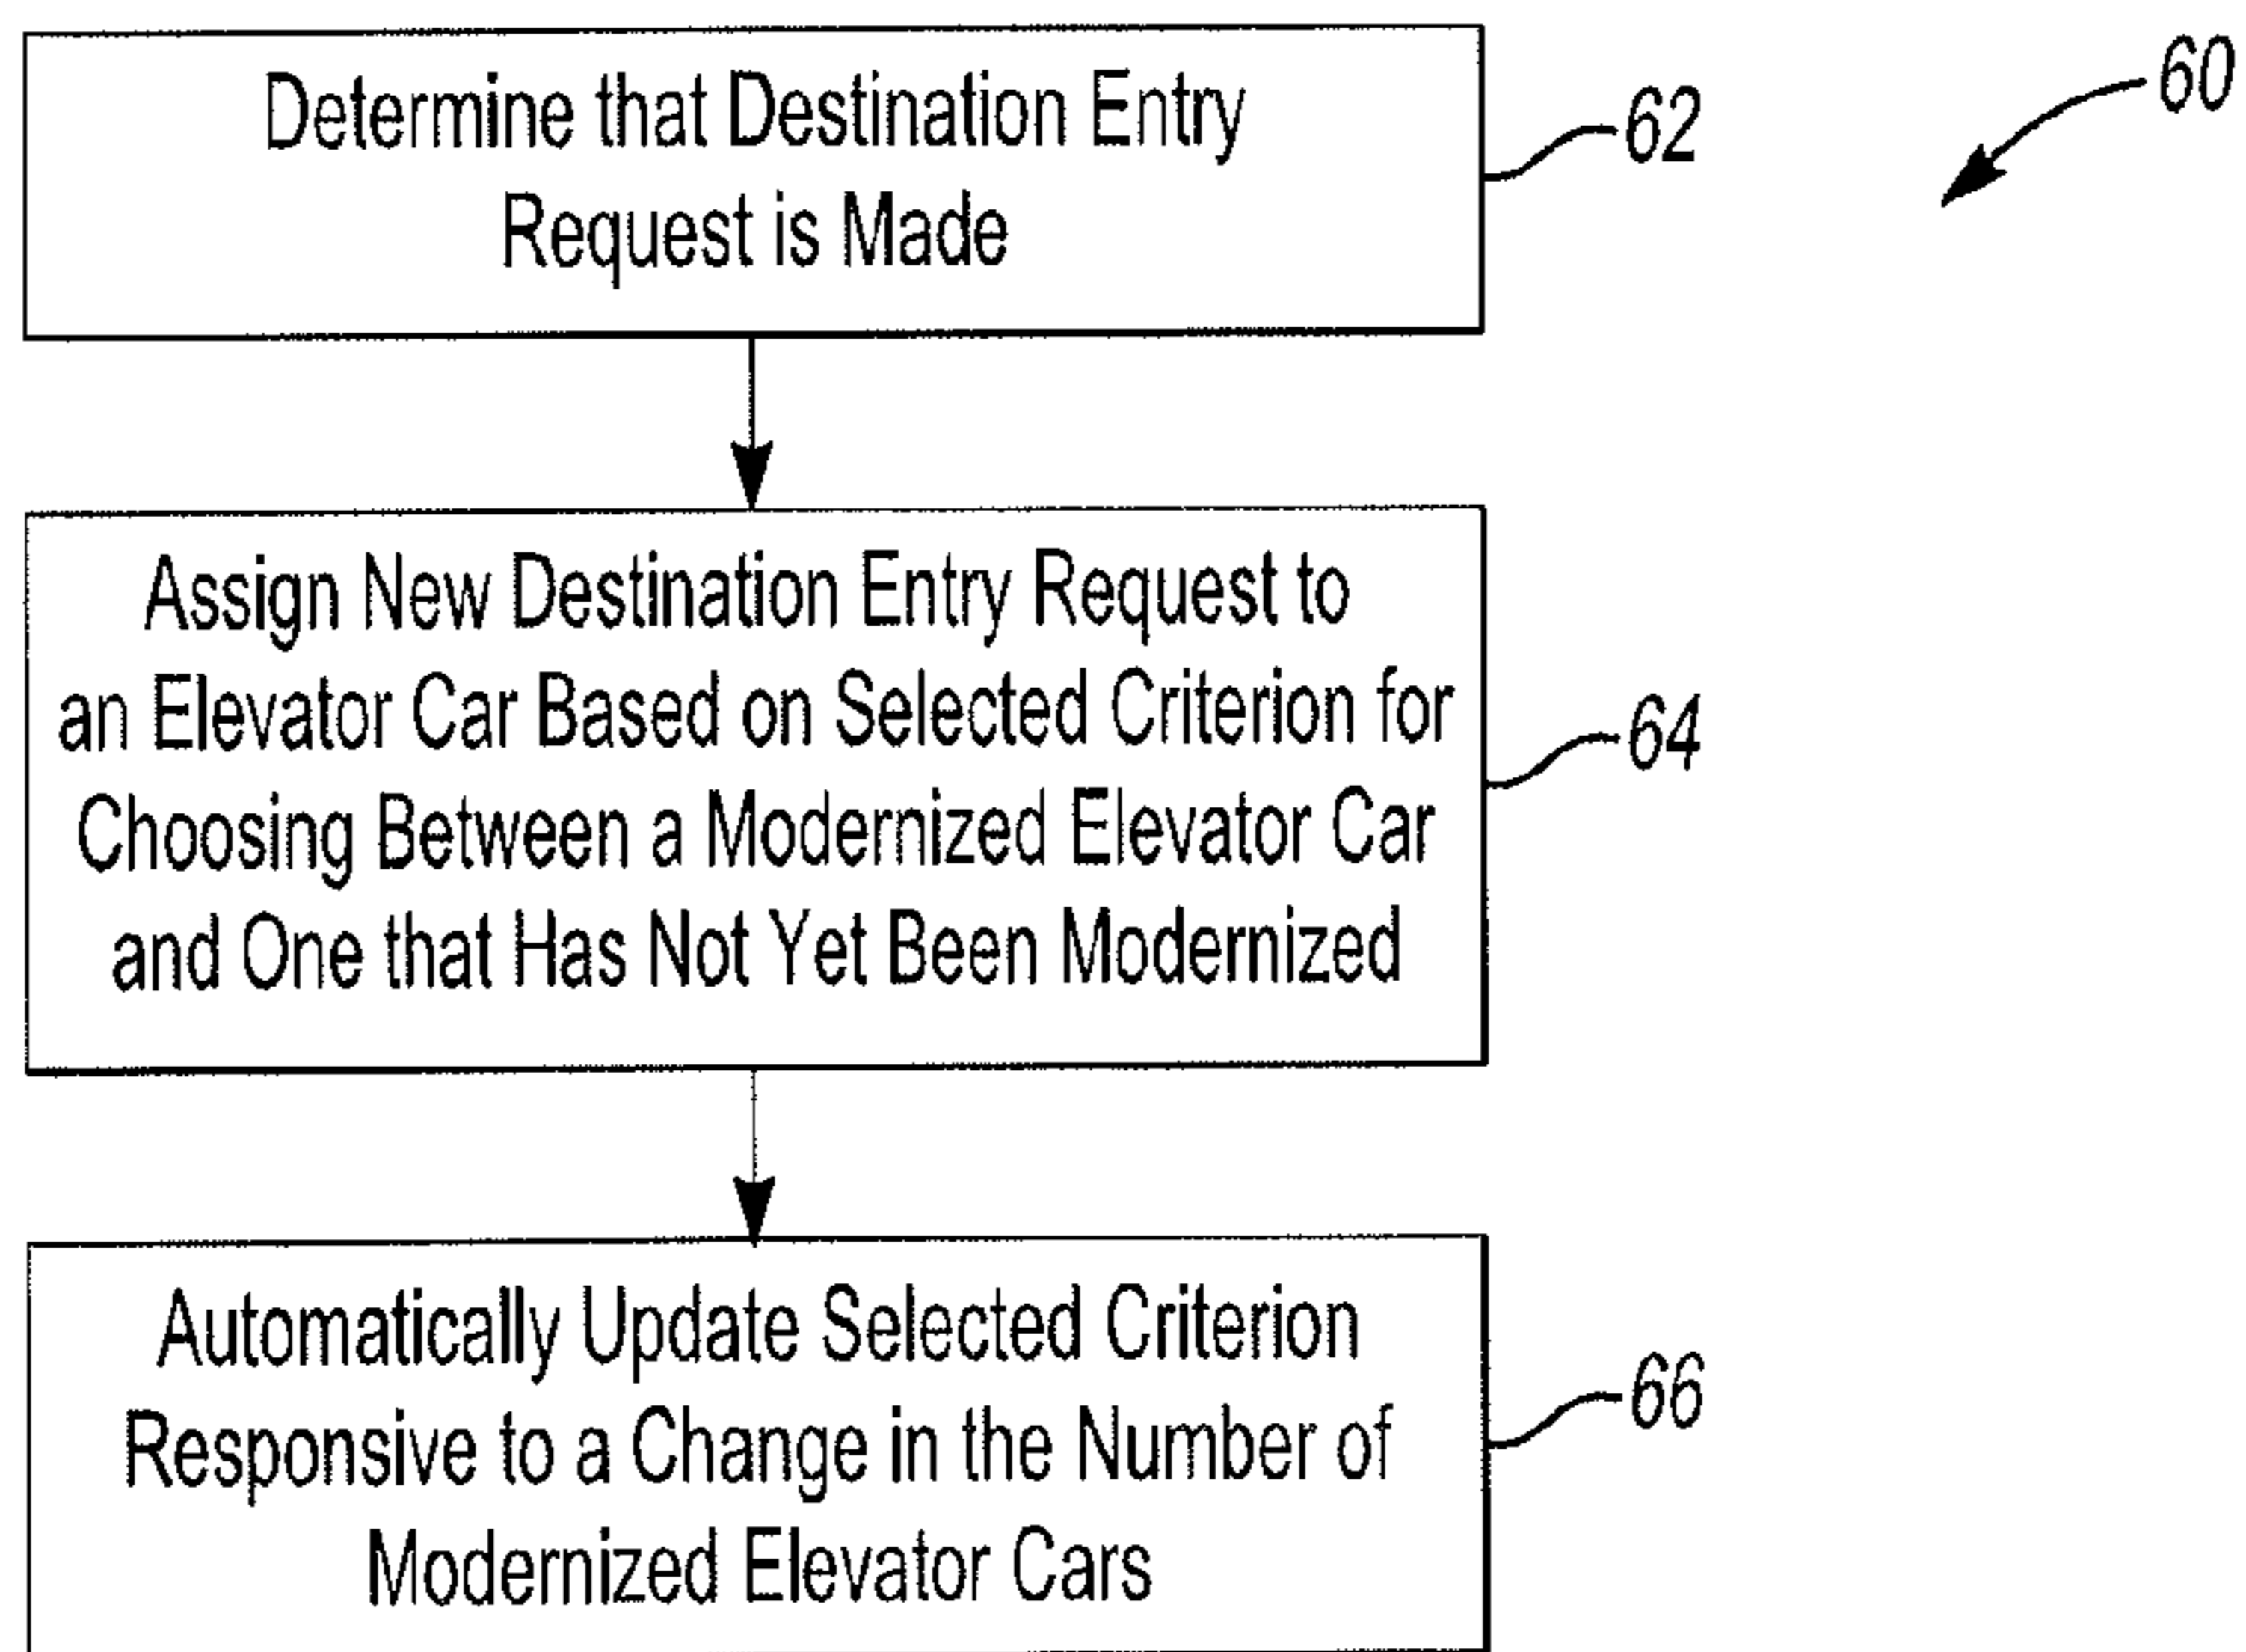 Determine that Destination Entry
Request is Made
62
60
Assign New Destination Entry Request to
an Elevator Car Based on Selected Criterion for
Choosing Between a Modernized Elevator Car
and One that Has Not Yet Been Modernized
64
Automatically Update Selected Criterion
Responsive to a Change in the Number of
Modernized Elevator Cars
66